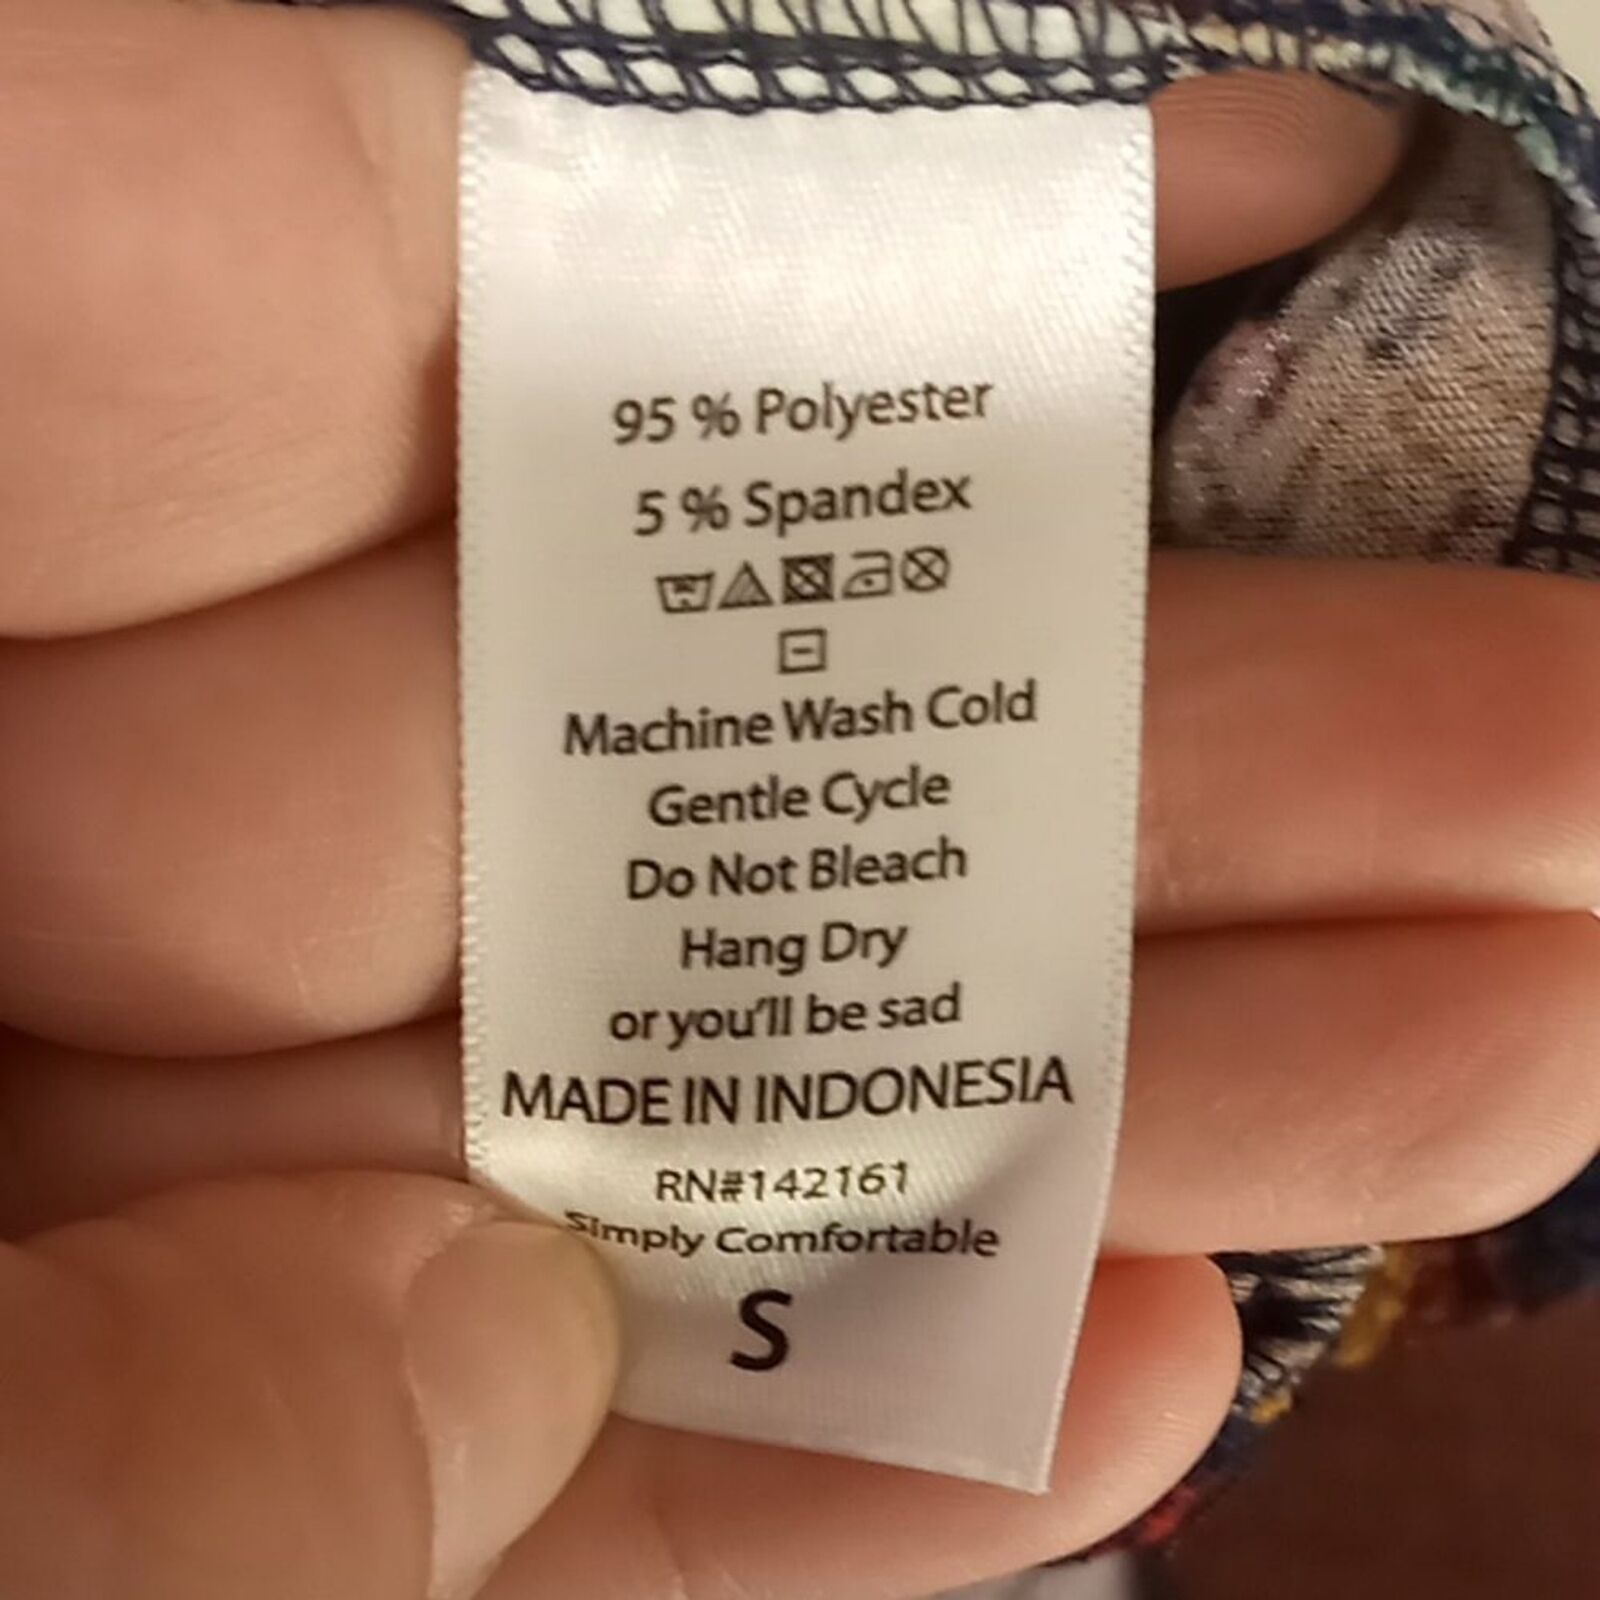 95 % Polyester
5 % Spandex
Machine Wash Cold
Gentle Cycle
Do Not Bleach
Hang Dry
or you'll be sad
MADE IN INDONESIA
RN#142161
Simply Comfortable
S